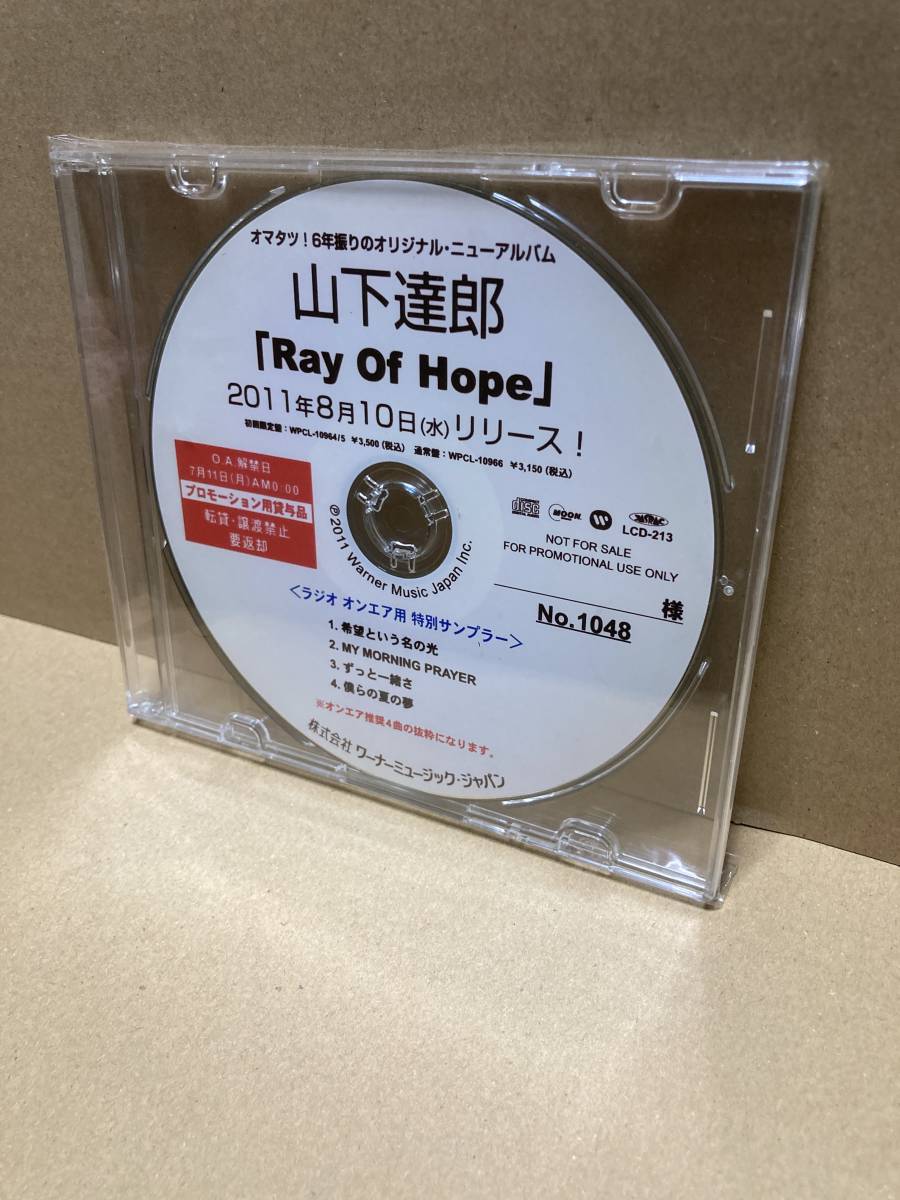 オマタツ!6年振りのオリジナル・ニューアルバム
山下達郎
「Ray Of Hope」
2011年8月10日(水)リリース!
初回限定盤:WPCL-10964/5 ¥3,500(税込) 通常盤:WPCL-10966 ¥3,150(税込)
O.A.解禁日
7月11日(月)AM0:00
プロモーション用貸与品
転貸・譲渡禁止
要返却
disc
MOON
LCD-213
NOT FOR SALE
FOR PROMOTIONAL USE ONLY
様
No.1048
℗2011 Warner Music Japan Inc.
<ラジオ オンエア用 特別サンプラー>
1. 希望という名の光
2. MY MORNING PRAYER
3. ずっと一緒さ
4. 僕らの夏の夢
※オンエア推奨4曲の抜粋になります。
株式会社 ワーナーミュージック・ジャパン